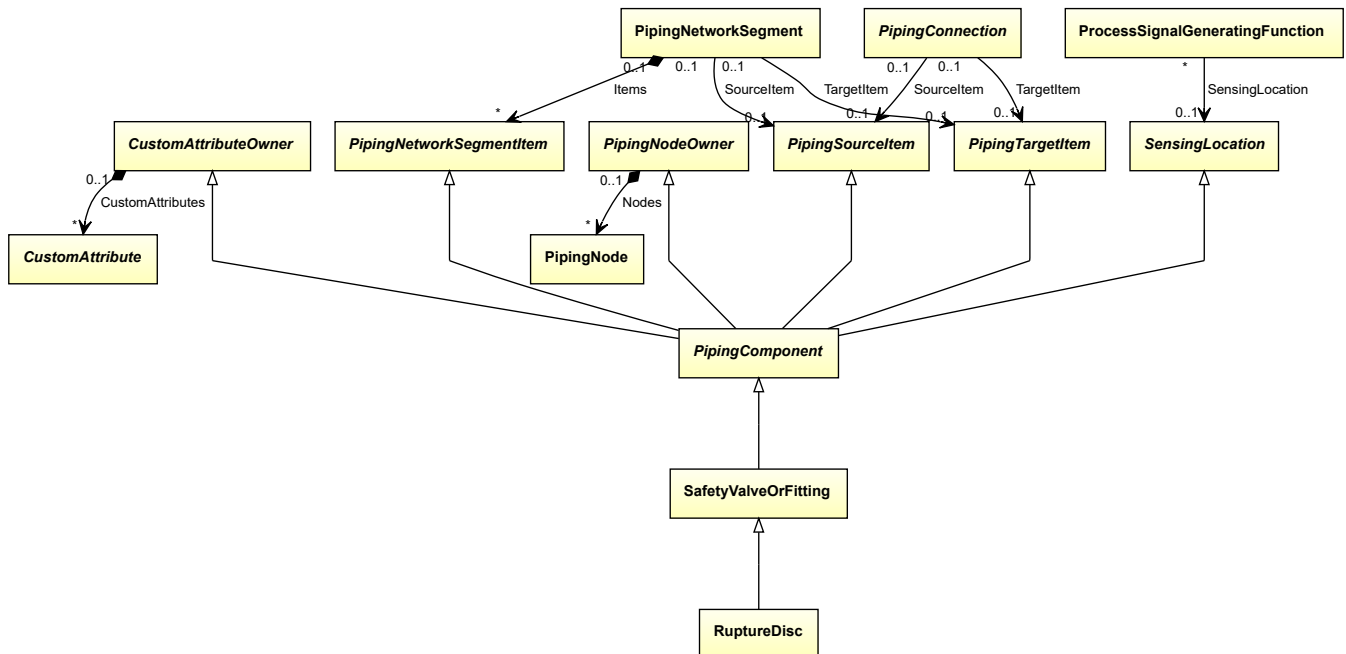 PipingNetworkSegment
PipingConnection
ProcessSignalGeneratingFunction
0..1
0..1
0..1
0..1
0..1
*
Items
SourceItem
TargetItem
SourceItem
TargetItem
SensingLocation
*
0..1
0..1
0..1
0..1
0..1
CustomAttributeOwner
PipingNetworkSegmentItem
PipingNodeOwner
PipingSourceItem
PipingTargetItem
SensingLocation
0..1
0..1
CustomAttributes
Nodes
*
*
CustomAttribute
PipingNode
PipingComponent
SafetyValveOrFitting
RuptureDisc